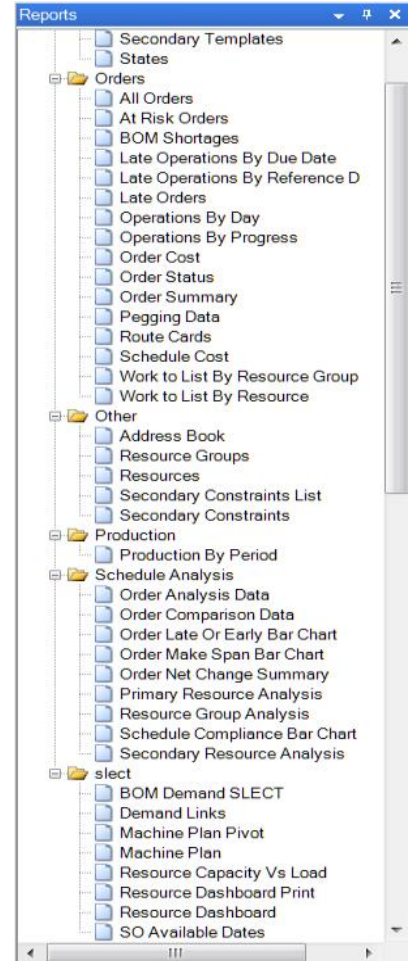 Reports
Secondary Templates
States
Orders
All Orders
At Risk Orders
BOM Shortages
Late Operations By Due Date
Late Operations By Reference D
Late Orders
Operations By Day
Operations By Progress
Order Cost
Order Status
Order Summary
Pegging Data
Route Cards
Schedule Cost
Work to List By Resource Group
Work to List By Resource
Other
Address Book
Resource Groups
Resources
Secondary Constraints List
Secondary Constraints
Production
Production By Period
Schedule Analysis
Order Analysis Data
Order Comparison Data
Order Late Or Early Bar Chart
Order Make Span Bar Chart
Order Net Change Summary
Primary Resource Analysis
Resource Group Analysis
Schedule Compliance Bar Chart
Secondary Resource Analysis
slect
BOM Demand SLECT
Demand Links
Machine Plan Pivot
Machine Plan
Resource Capacity Vs Load
Resource Dashboard Print
Resource Dashboard
SO Available Dates